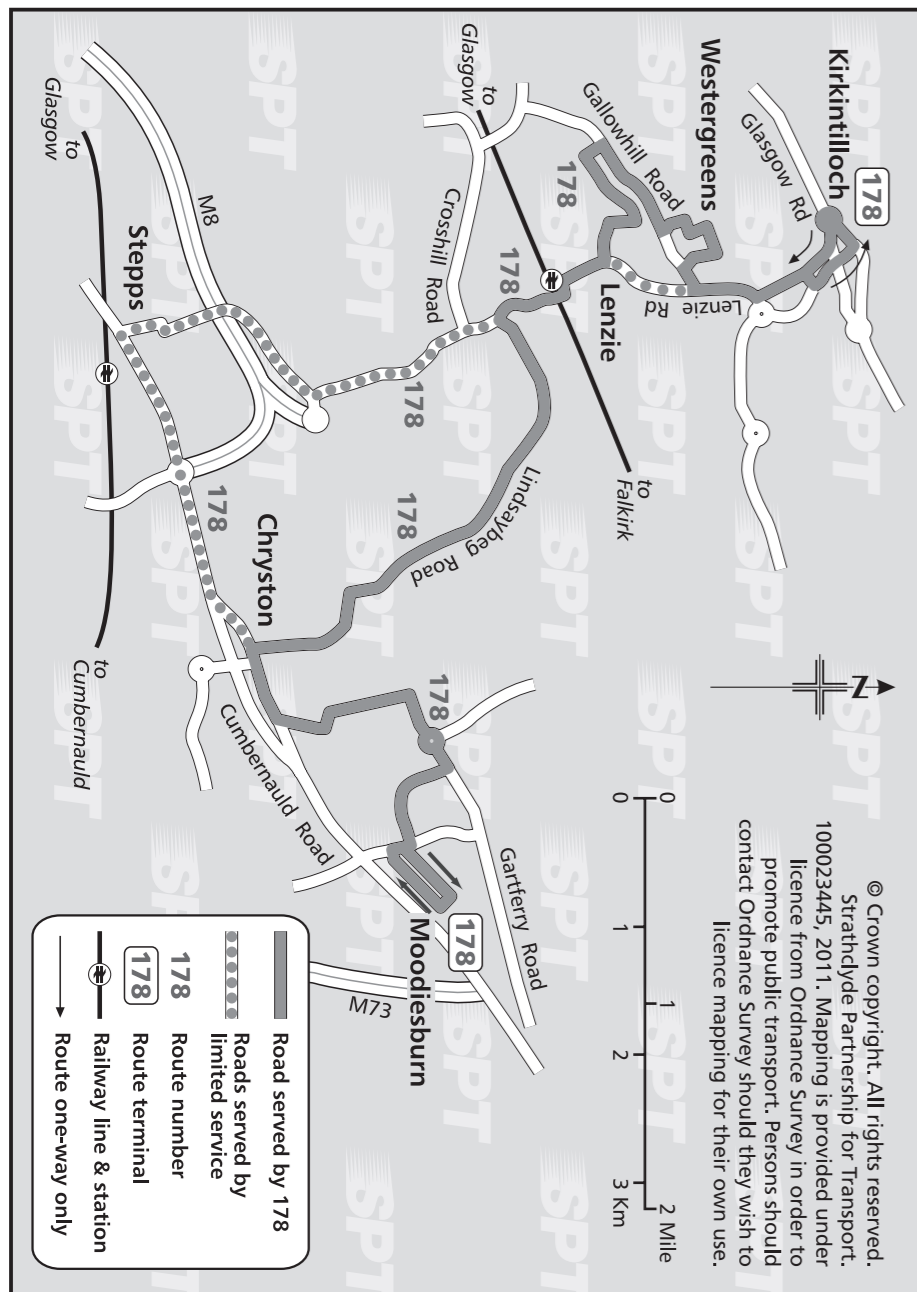 © Crown copyright. All rights reserved.
Strathclyde Partnership for Transport.
100023445, 2011. Mapping is provided under
licence from Ordnance Survey in order to
promote public transport. Persons should
contact Ordnance Survey should they wish to
licence mapping for their own use.
0 1 2 Mile
0 1 2 3 Km
N
178
Kirkintilloch
Glasgow Rd
Westergreens
Gallowhill Road
178
Lenzie Rd
Lenzie
to
Glasgow
to
Falkirk
178
Crosshill Road
178
Lindsaybeg Road
178
178
Gartferry Road
178
Moodiesburn
M73
Chryston
178
Cumbernauld Road
M8
Stepps
to
Glasgow
to
Cumbernauld
Road served by 178
Roads served by
limited service
178 Route number
178 Route terminal
Railway line & station
Route one-way only
SPT